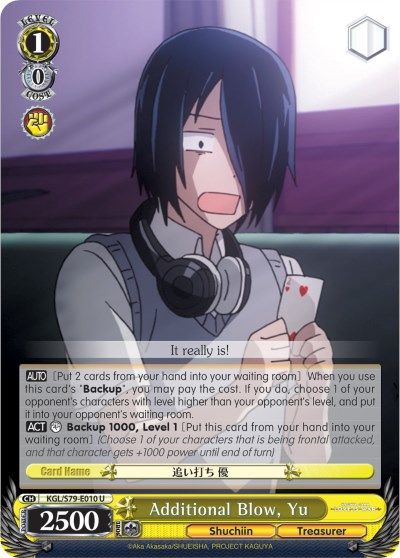 LEVEL
1
0
COST
2
It really is!
AUTO [Put 2 cards from your hand into your waiting room] When you
use this card's "Backup", you may pay the cost. If you do, choose 1 of your
opponent's characters with level higher than your opponent's level, and put
it into your opponent's waiting room.
ACT Backup 1000, Level 1 [Put this card from your hand into your
waiting room] (Choose 1 of your characters that is being frontal attacked,
and that character gets +1000 power until end of turn)
Card Name 追い打ち 優
CH KGL/S79-E010 U
Additional Blow, Yu
POWER 2500
SOUL
Shuchiin Treasurer
©Aka Akasaka/SHUEISHA, PROJECT KAGUYA